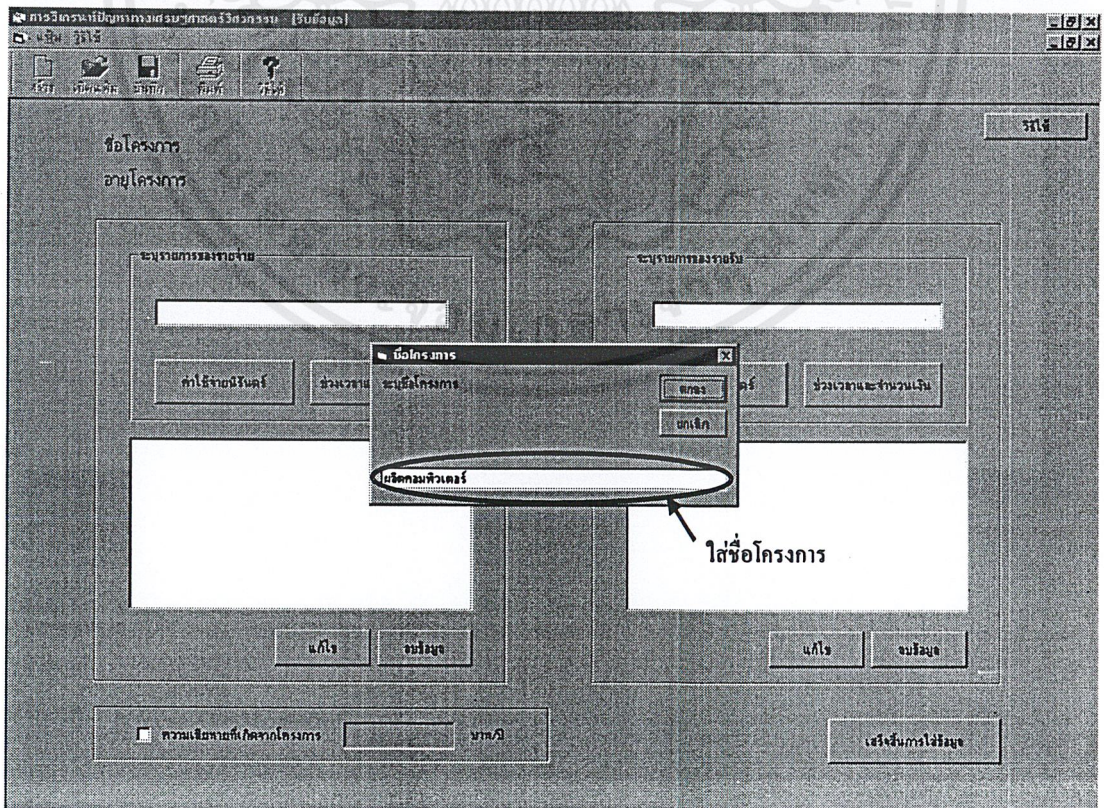 การวิเคราะห์ปัญหาทางเศรษฐศาสตร์วิศวกรรม - [รับข้อมูล]
แฟ้ม วิธีใช้
สร้าง เปิดแฟ้ม บันทึก พิมพ์ วิธีใช้
วิธีใช้
ชื่อโครงการ
อายุโครงการ
ระบุรายการของรายจ่าย
ระบุรายการของรายรับ
ค่าใช้จ่ายนิรันดร์
ช่วงเวลาและจำนวนเงิน
ชื่อโครงการ
ระบุชื่อโครงการ
ตกลง
ยกเลิก
ผลิตคอมพิวเตอร์
ใส่ชื่อโครงการ
แก้ไข ลบข้อมูล
แก้ไข ลบข้อมูล
ความเสียหายที่เกิดจากโครงการ บาท/ปี
เสร็จสิ้นการใส่ข้อมูล